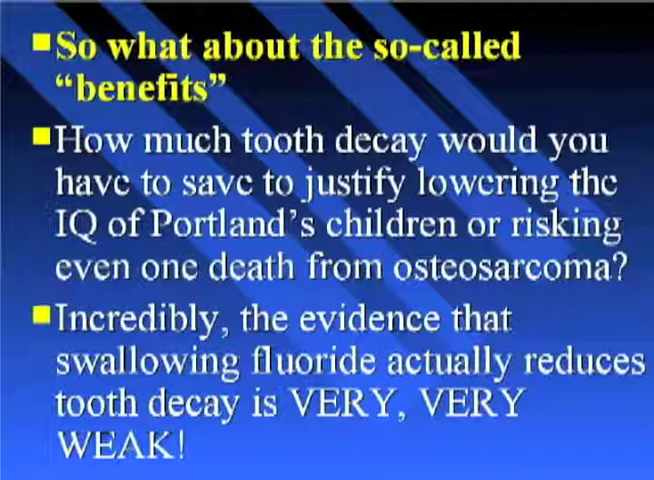 So what about the so-called
“benefits”
How much tooth decay would you
have to save to justify lowering the
IQ of Portland’s children or risking
even one death from osteosarcoma?
Incredibly, the evidence that
swallowing fluoride actually reduces
tooth decay is VERY, VERY
WEAK!